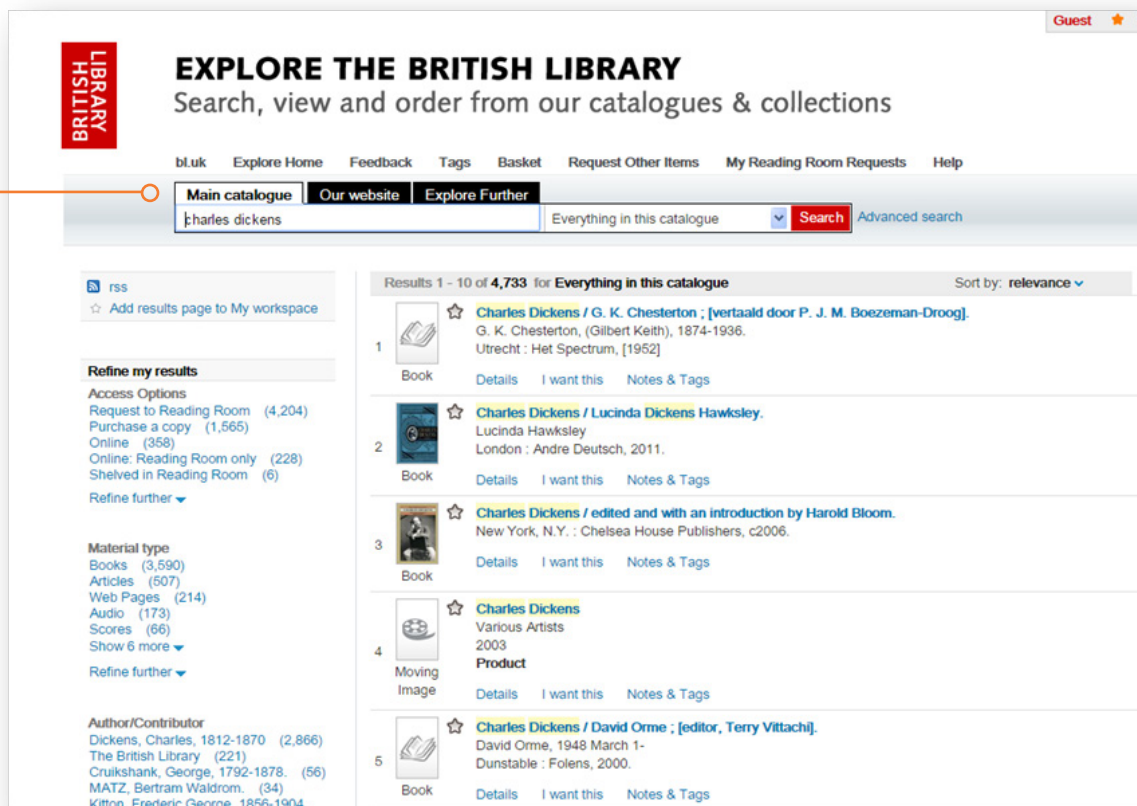 Guest
BRITISH
LIBRARY
EXPLORE THE BRITISH LIBRARY
Search, view and order from our catalogues & collections
bl.uk Explore Home Feedback Tags Basket Request Other Items My Reading Room Requests Help
Main catalogue Our website Explore Further
charles dickens Everything in this catalogue Search Advanced search
rss
Add results page to My workspace
Refine my results
Access Options
Request to Reading Room (4,204)
Purchase a copy (1,565)
Online (358)
Online: Reading Room only (228)
Shelved in Reading Room (6)
Refine further
Material type
Books (3,590)
Articles (507)
Web Pages (214)
Audio (173)
Scores (66)
Show 6 more
Refine further
Author/Contributor
Dickens, Charles, 1812-1870 (2,866)
The British Library (221)
Cruikshank, George, 1792-1878. (56)
MATZ, Bertram Waldrom. (34)
Kitton, Frederic George, 1856-1904
Results 1 - 10 of 4,733 for Everything in this catalogue Sort by: relevance
1
Book
Charles Dickens / G. K. Chesterton ; [vertaald door P. J. M. Boezeman-Droog].
G. K. Chesterton, (Gilbert Keith), 1874-1936.
Utrecht : Het Spectrum, [1952]
Details I want this Notes & Tags
2
Book
Charles Dickens / Lucinda Dickens Hawksley.
Lucinda Hawksley
London : Andre Deutsch, 2011.
Details I want this Notes & Tags
3
Book
Charles Dickens / edited and with an introduction by Harold Bloom.
New York, N.Y. : Chelsea House Publishers, c2006.
Details I want this Notes & Tags
4
Moving
Image
Charles Dickens
Various Artists
2003
Product
Details I want this Notes & Tags
5
Book
Charles Dickens / David Orme ; [editor, Terry Vittachi].
David Orme, 1948 March 1-
Dunstable : Folens, 2000.
Details I want this Notes & Tags